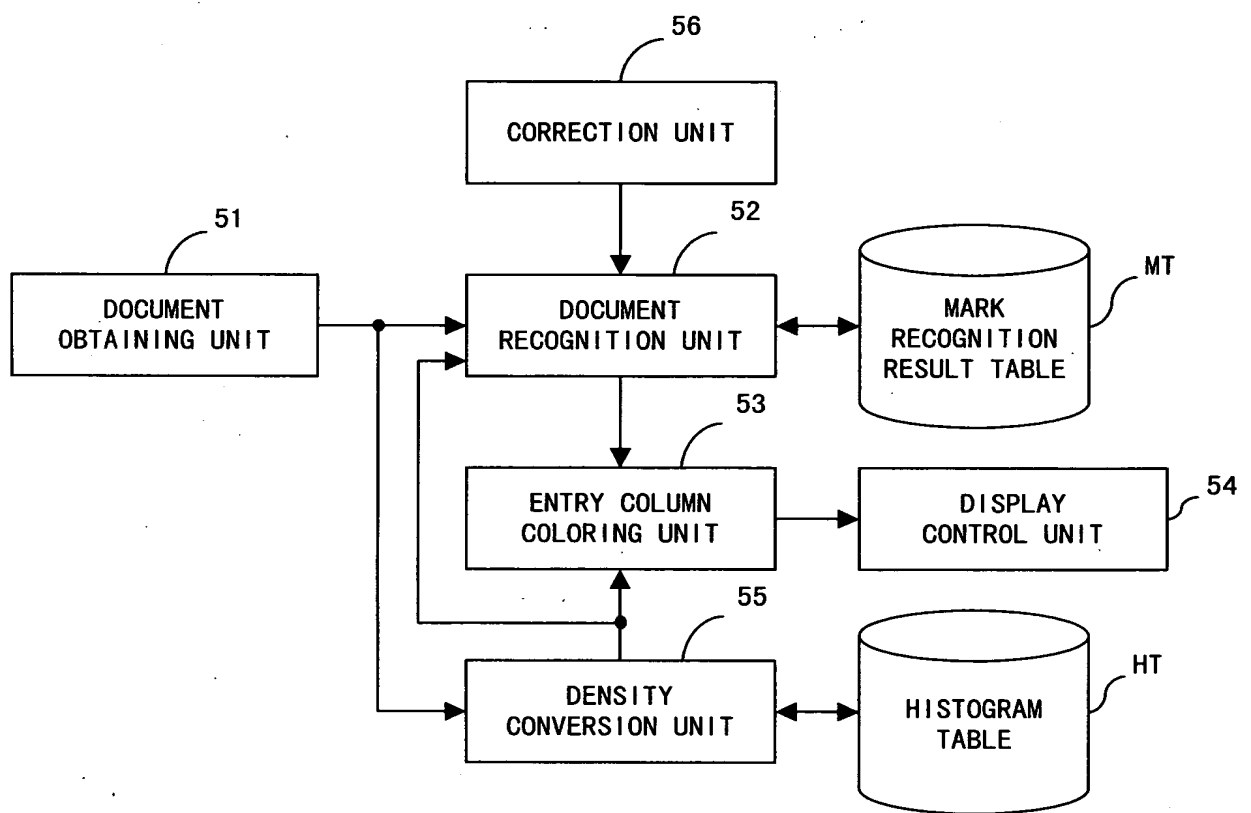 56
CORRECTION UNIT
51
DOCUMENT
OBTAINING UNIT
52
DOCUMENT
RECOGNITION UNIT
MT
MARK
RECOGNITION
RESULT TABLE
53
ENTRY COLUMN
COLORING UNIT
54
DISPLAY
CONTROL UNIT
55
DENSITY
CONVERSION UNIT
HT
HISTOGRAM
TABLE